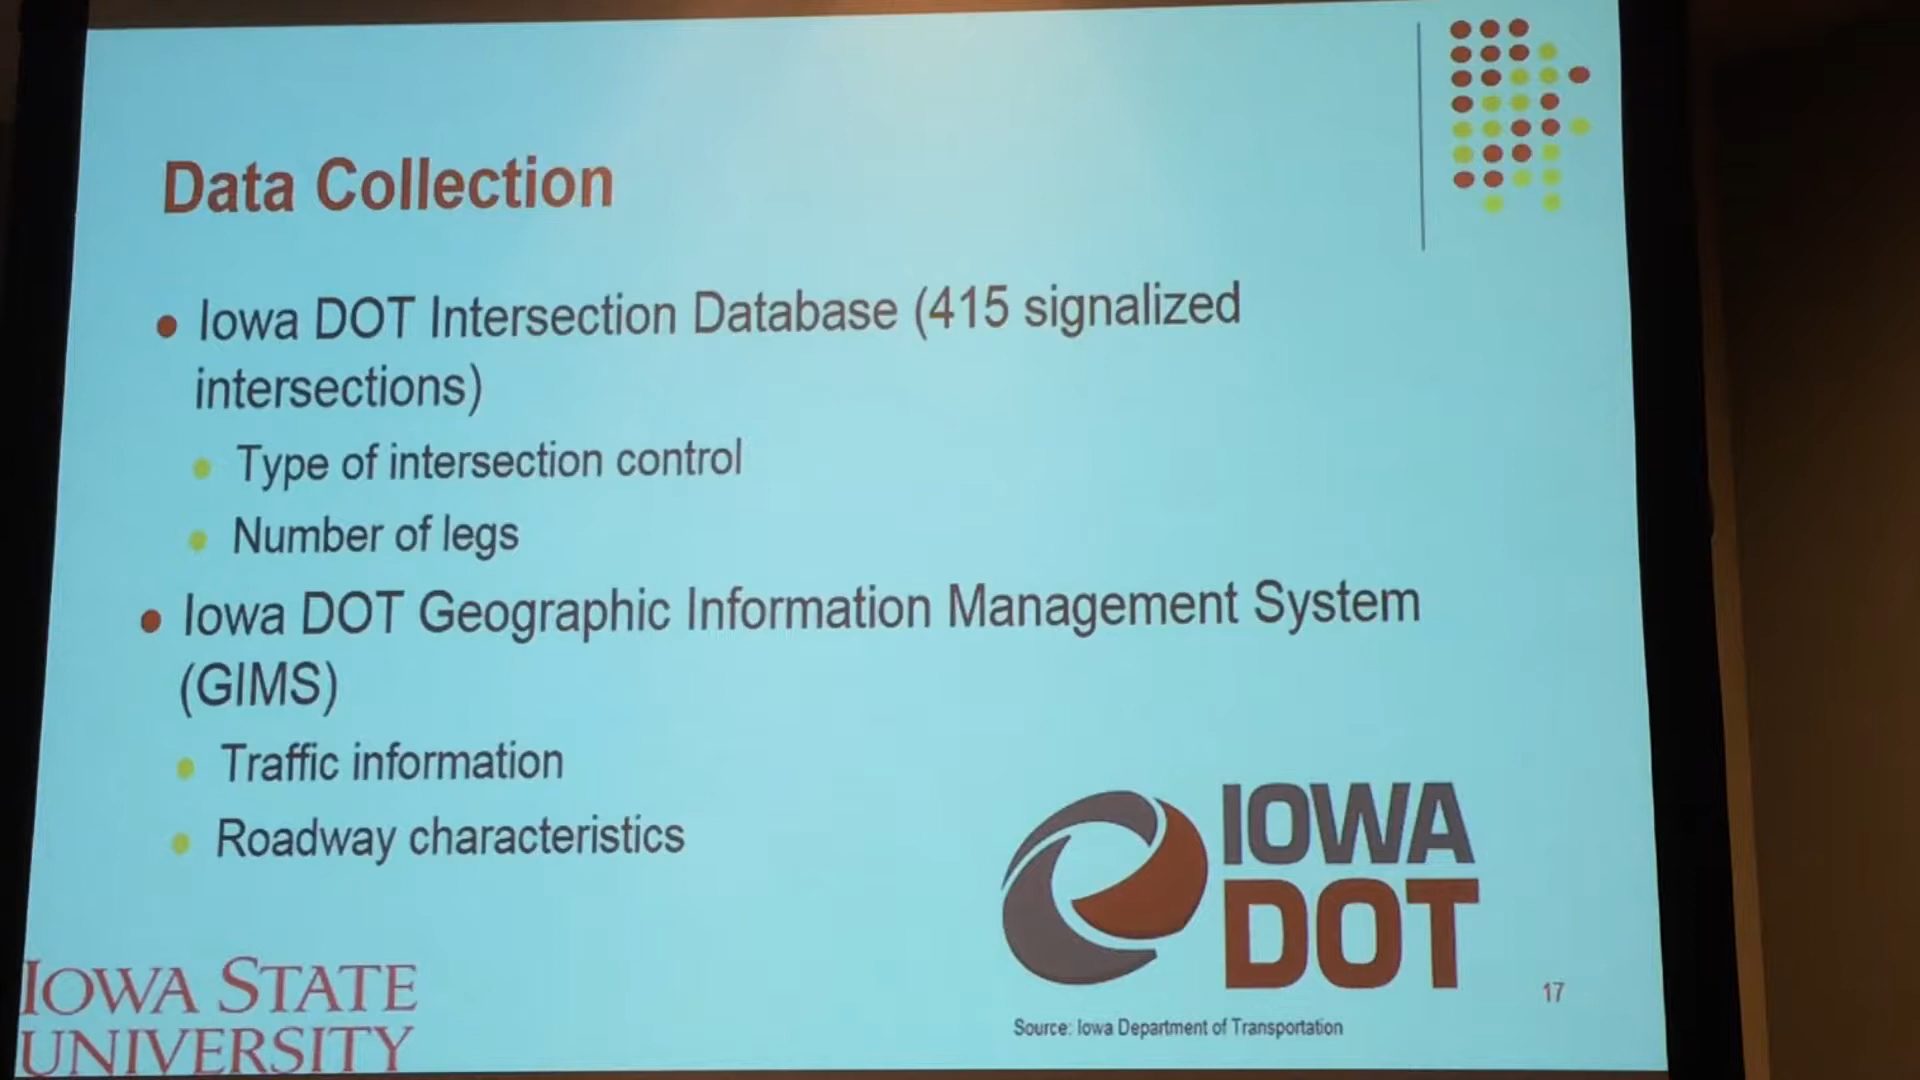 Data Collection
Iowa DOT Intersection Database (415 signalized
intersections)
Type of intersection control
Number of legs
Iowa DOT Geographic Information Management System
(GIMS)
Traffic information
Roadway characteristics
IOWA
DOT
Source: Iowa Department of Transportation
17
IOWA STATE
UNIVERSITY